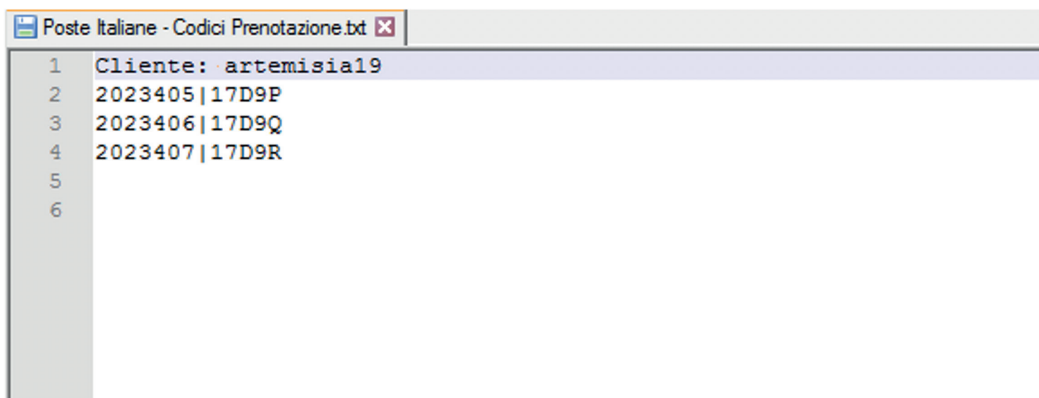 Poste Italiane - Codici Prenotazione.txt
1 Cliente: artemisia19
2 2023405|17D9P
3 2023406|17D9Q
4 2023407|17D9R
5
6